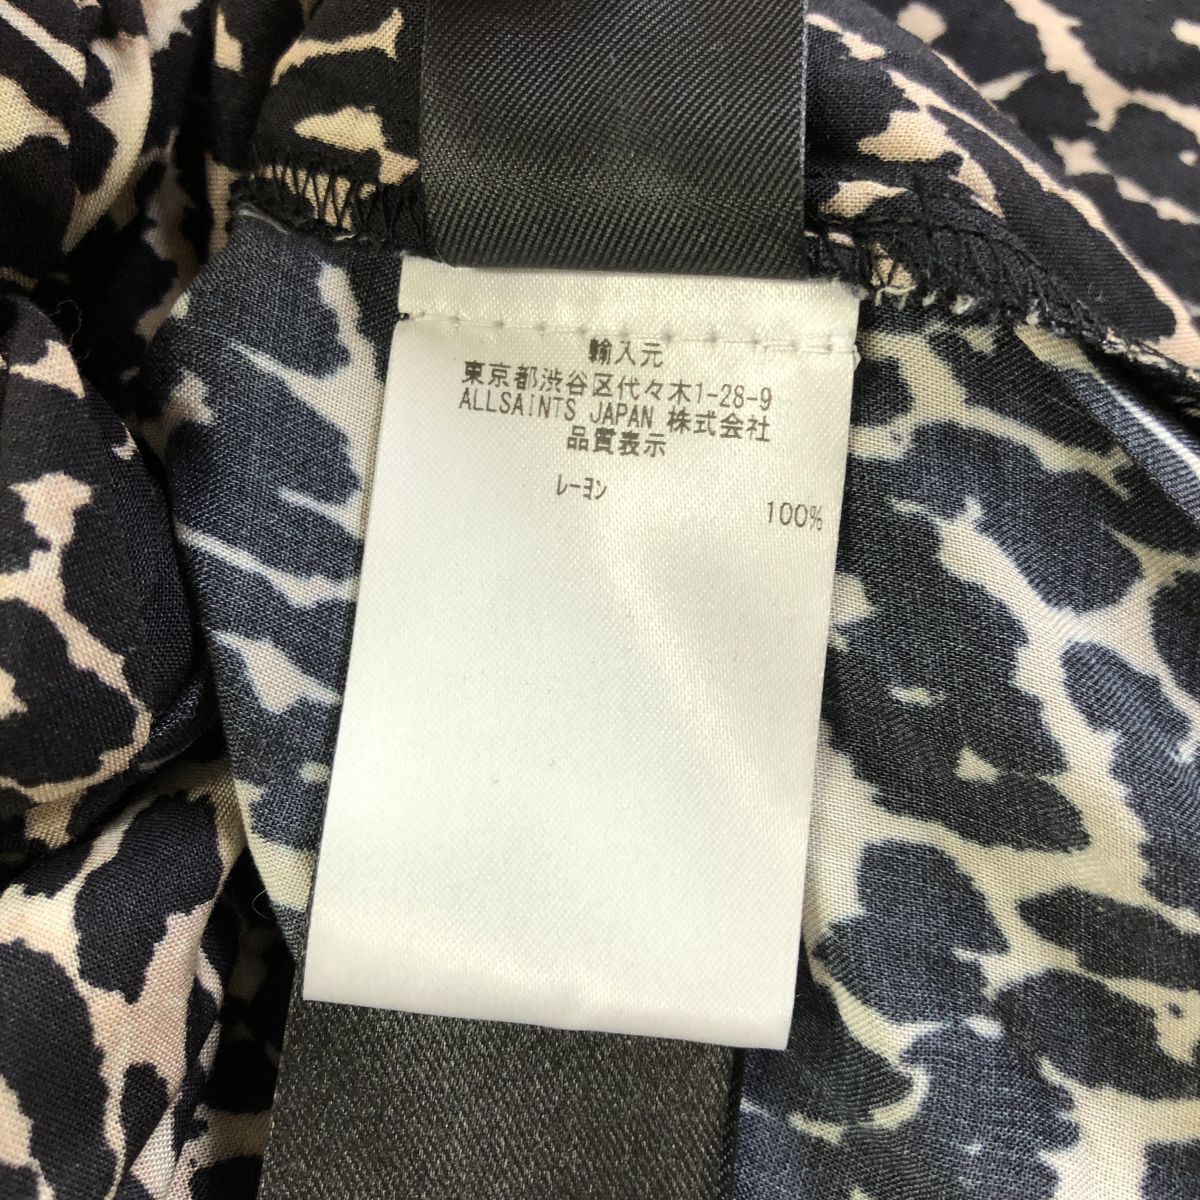 輸入元
東京都渋谷区代々木1-28-9
ALLSAINTS JAPAN 株式会社
品質表示
ﾚｰﾖﾝ
100%